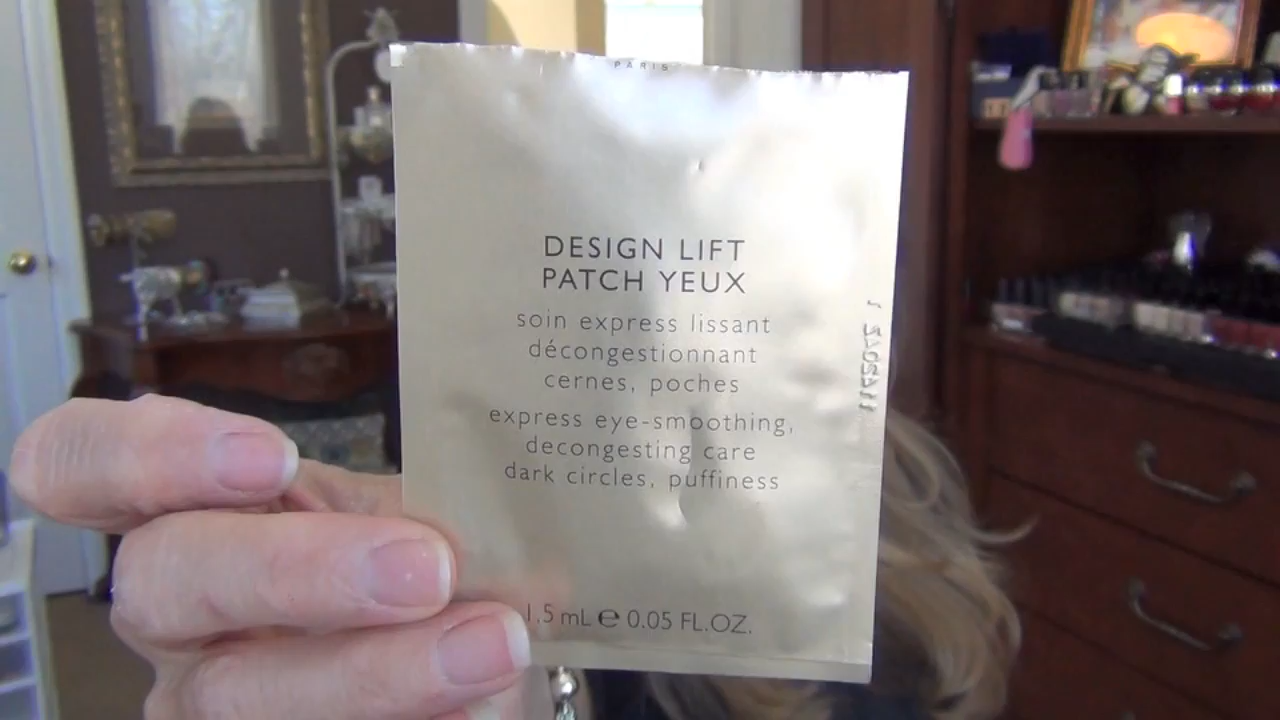 PARIS
DESIGN LIFT
PATCH YEUX
soin express lissant
décongestionnant
cernes, poches
express eye-smoothing,
decongesting care
dark circles, puffiness
1,5 mL e 0.05 FL.OZ.